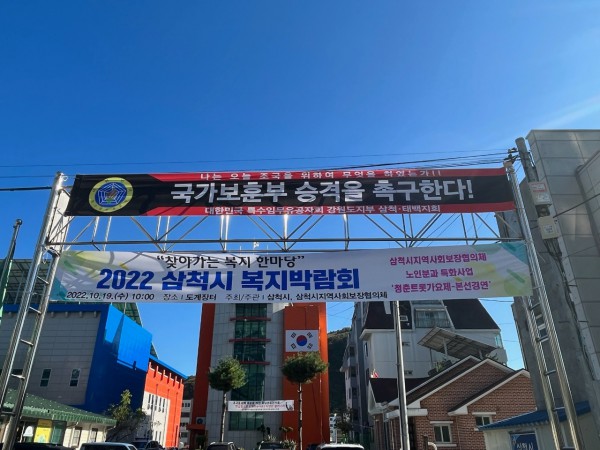 나는 오늘 조국을 위하여 무엇을 하였는가!!
국가보훈부 승격을 촉구한다!
대한민국 특수임무유공자회 강원도지부 삼척·태백지회
"찾아가는 복지 한마당"
2022 삼척시 복지박람회
2022.10.19.(수) 10:00 장소 : 도계장터 주최/주관 : 삼척시, 삼척시지역사회보장협의체
삼척시지역사회보장협의체
노인분과 특화사업
'청춘트롯가요제-본선경연'